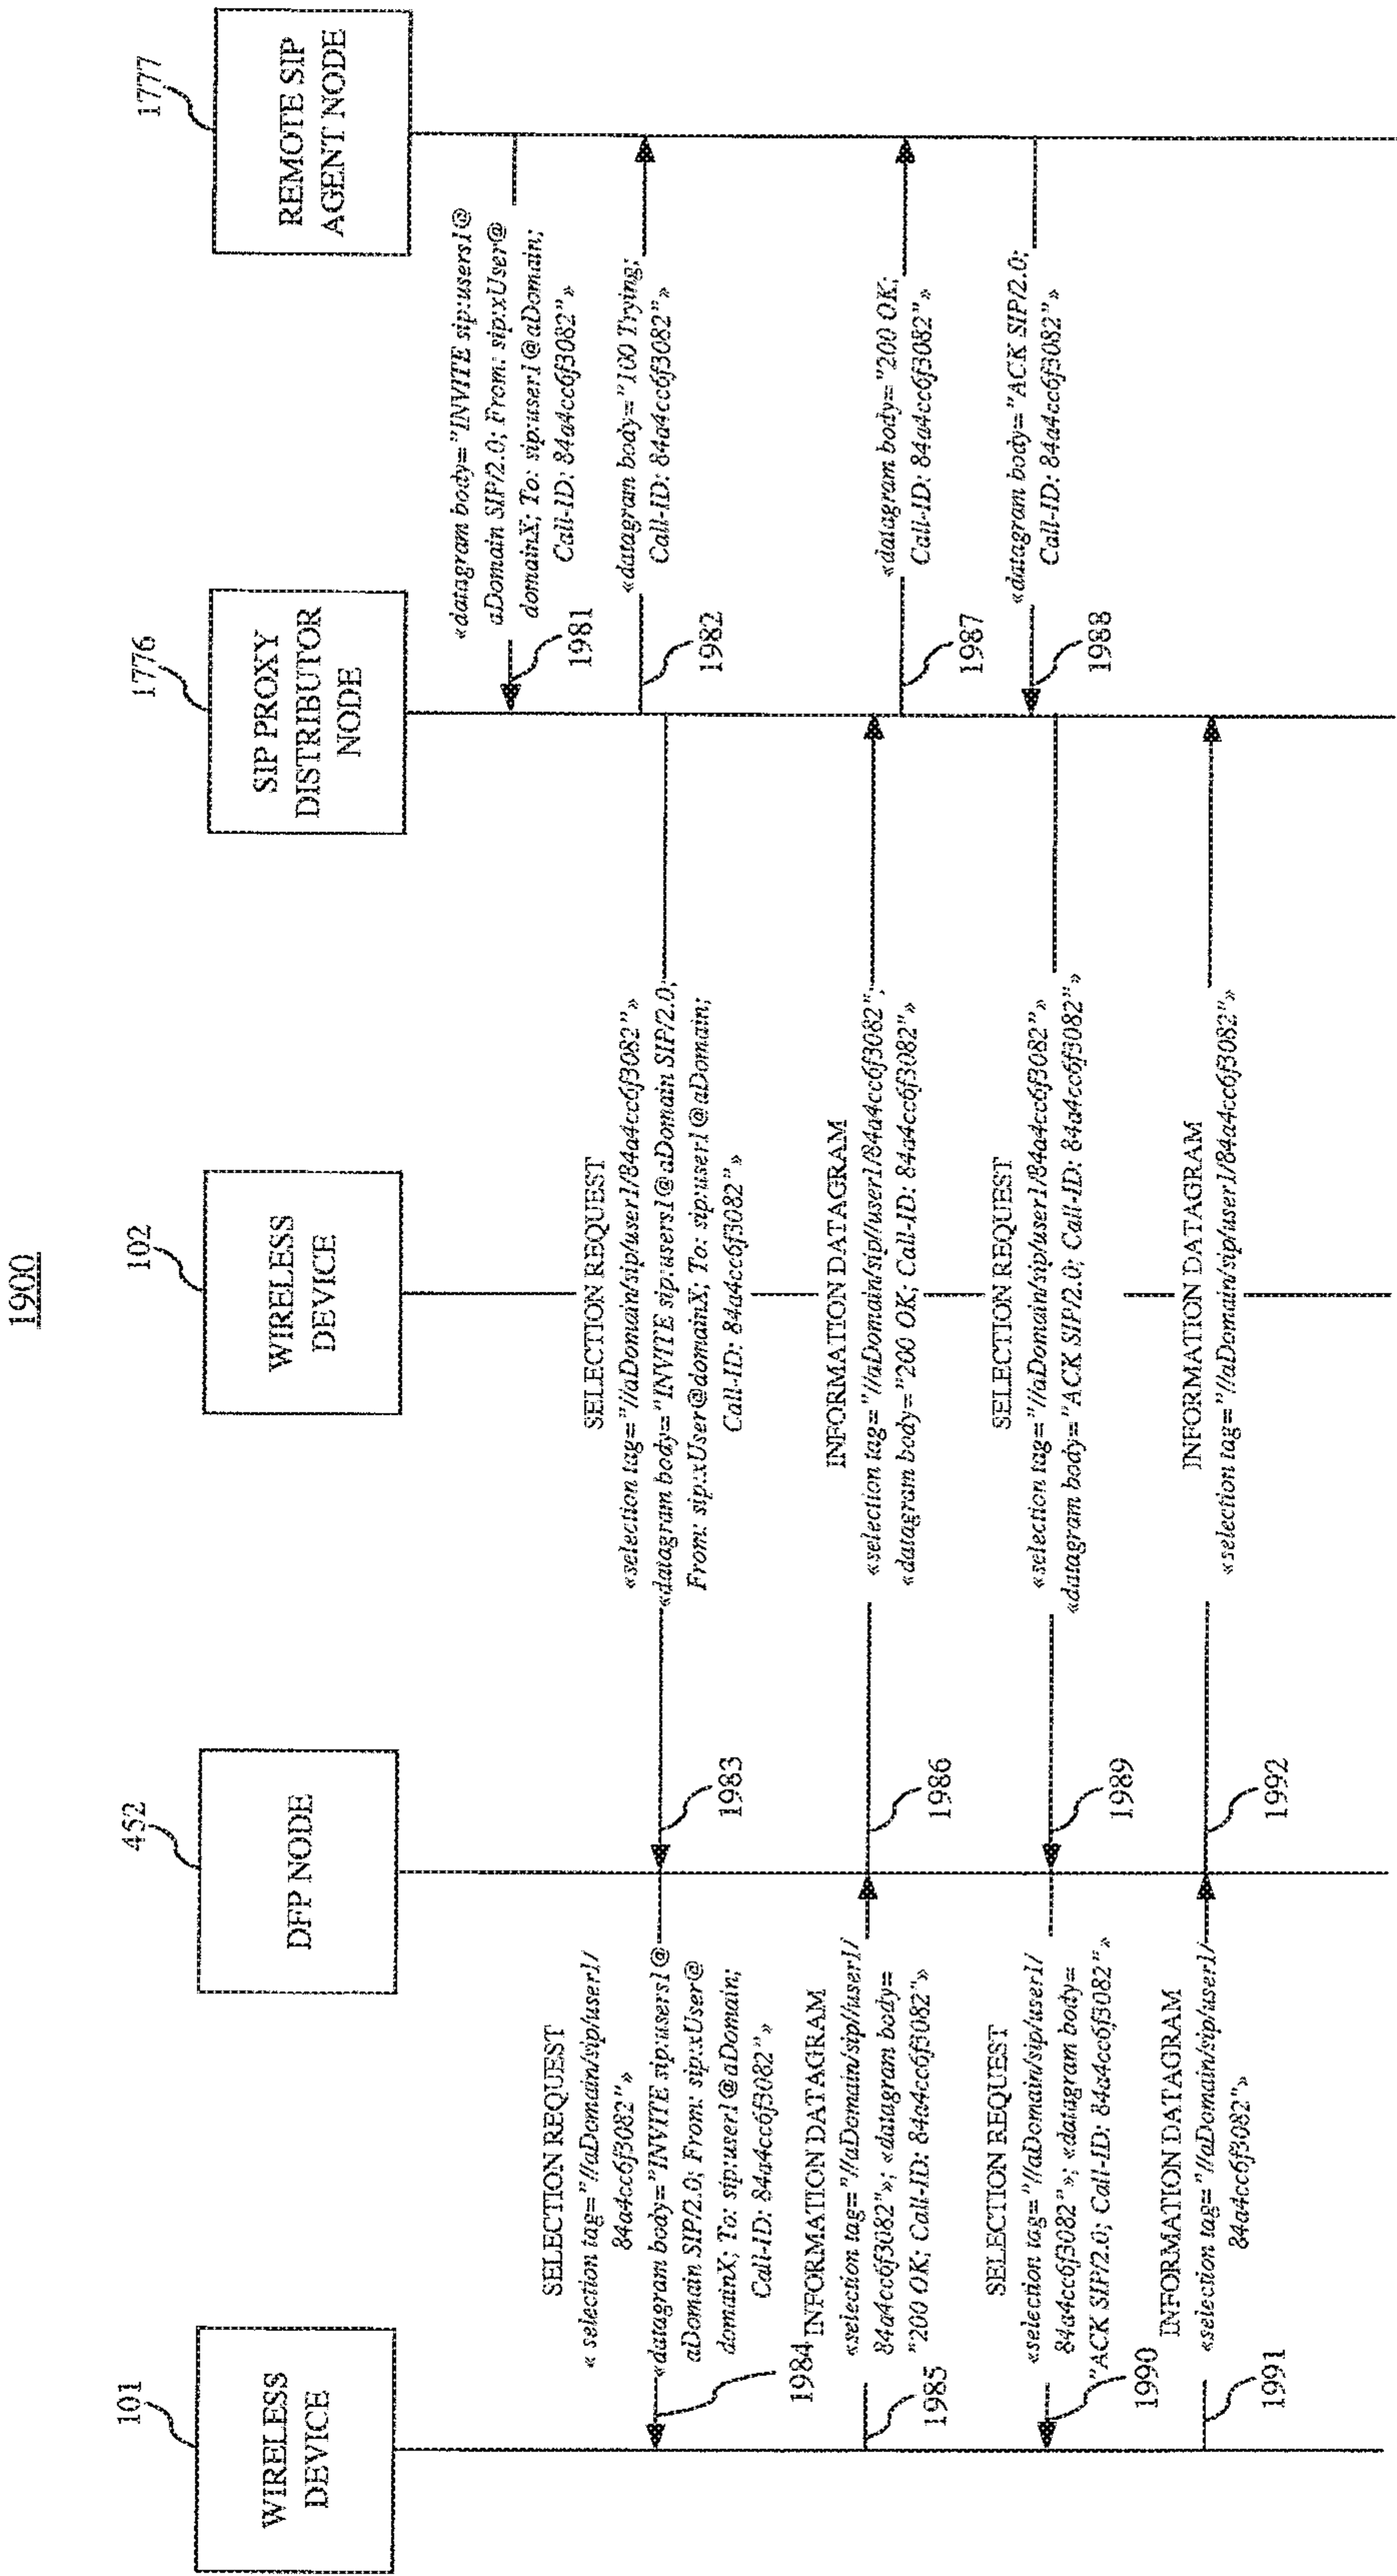 1900
101
WIRELESS
DEVICE
452
DFP NODE
102
WIRELESS
DEVICE
1776
SIP PROXY
DISTRIBUTOR
NODE
1777
REMOTE SIP
AGENT NODE
«datagram body="INVITE sip:users1@
aDomain SIP/2.0; From: sip:xUser@
domainX; To: sip:user1@aDomain;
Call-ID: 84a4cc6f3082"»
1981
«datagram body="100 Trying;
Call-ID: 84a4cc6f3082"»
1982
SELECTION REQUEST
«selection tag="//aDomain/sip/user1/84a4cc6f3082"»
«datagram body="INVITE sip:users1@aDomain SIP/2.0;
From: sip:xUser@domainX; To: sip:user1@aDomain;
Call-ID: 84a4cc6f3082"»
1983
SELECTION REQUEST
« selection tag="//aDomain/sip/user1/
84a4cc6f3082"»
«datagram body="INVITE sip:users1@
aDomain SIP/2.0; From: sip:xUser@
domainX; To: sip:user1@aDomain;
Call-ID: 84a4cc6f3082"»
1984
INFORMATION DATAGRAM
«selection tag="//aDomain/sip//user1/
84a4cc6f3082"»; «datagram body=
"200 OK; Call-ID: 84a4cc6f3082"»
1985
INFORMATION DATAGRAM
«selection tag="//aDomain/sip//user1/84a4cc6f3082";
«datagram body="200 OK; Call-ID: 84a4cc6f3082"»
1986
«datagram body="200 OK;
Call-ID: 84a4cc6f3082"»
1987
«datagram body="ACK SIP/2.0;
Call-ID: 84a4cc6f3082"»
1988
SELECTION REQUEST
«selection tag="//aDomain/sip/user1/84a4cc6f3082"»
«datagram body="ACK SIP/2.0; Call-ID: 84a4cc6f3082"»
1989
SELECTION REQUEST
«selection tag="//aDomain/sip/user1/
84a4cc6f3082"»; «datagram body=
"ACK SIP/2.0; Call-ID: 84a4cc6f3082"»
1990
INFORMATION DATAGRAM
«selection tag="//aDomain/sip/user1/
84a4cc6f3082"»
1991
INFORMATION DATAGRAM
«selection tag="//aDomain/sip/user1/84a4cc6f3082"»
1992